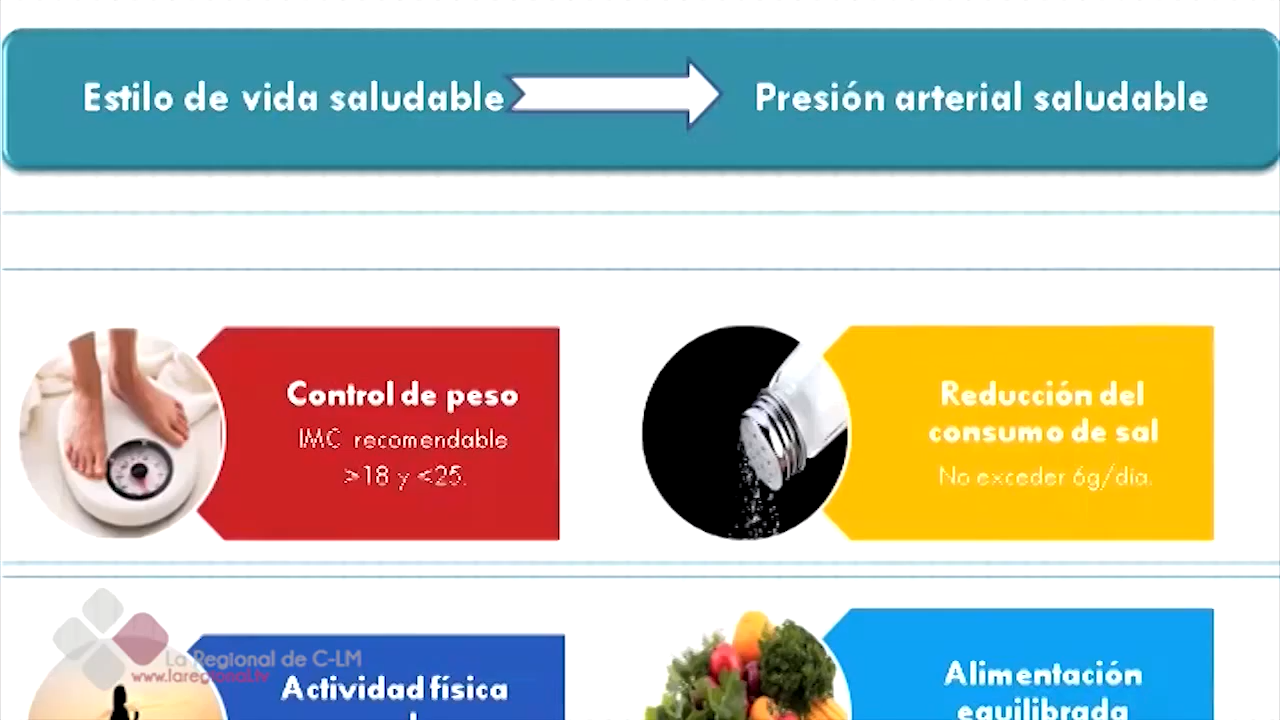 Estilo de vida saludable
Presión arterial saludable
Control de peso
IMC recomendable
>18 y <25.
Reducción del
consumo de sal
No exceder 6g/día.
La Regional de C-LM
www.laregional.tv
Actividad física
Alimentación
equilibrada